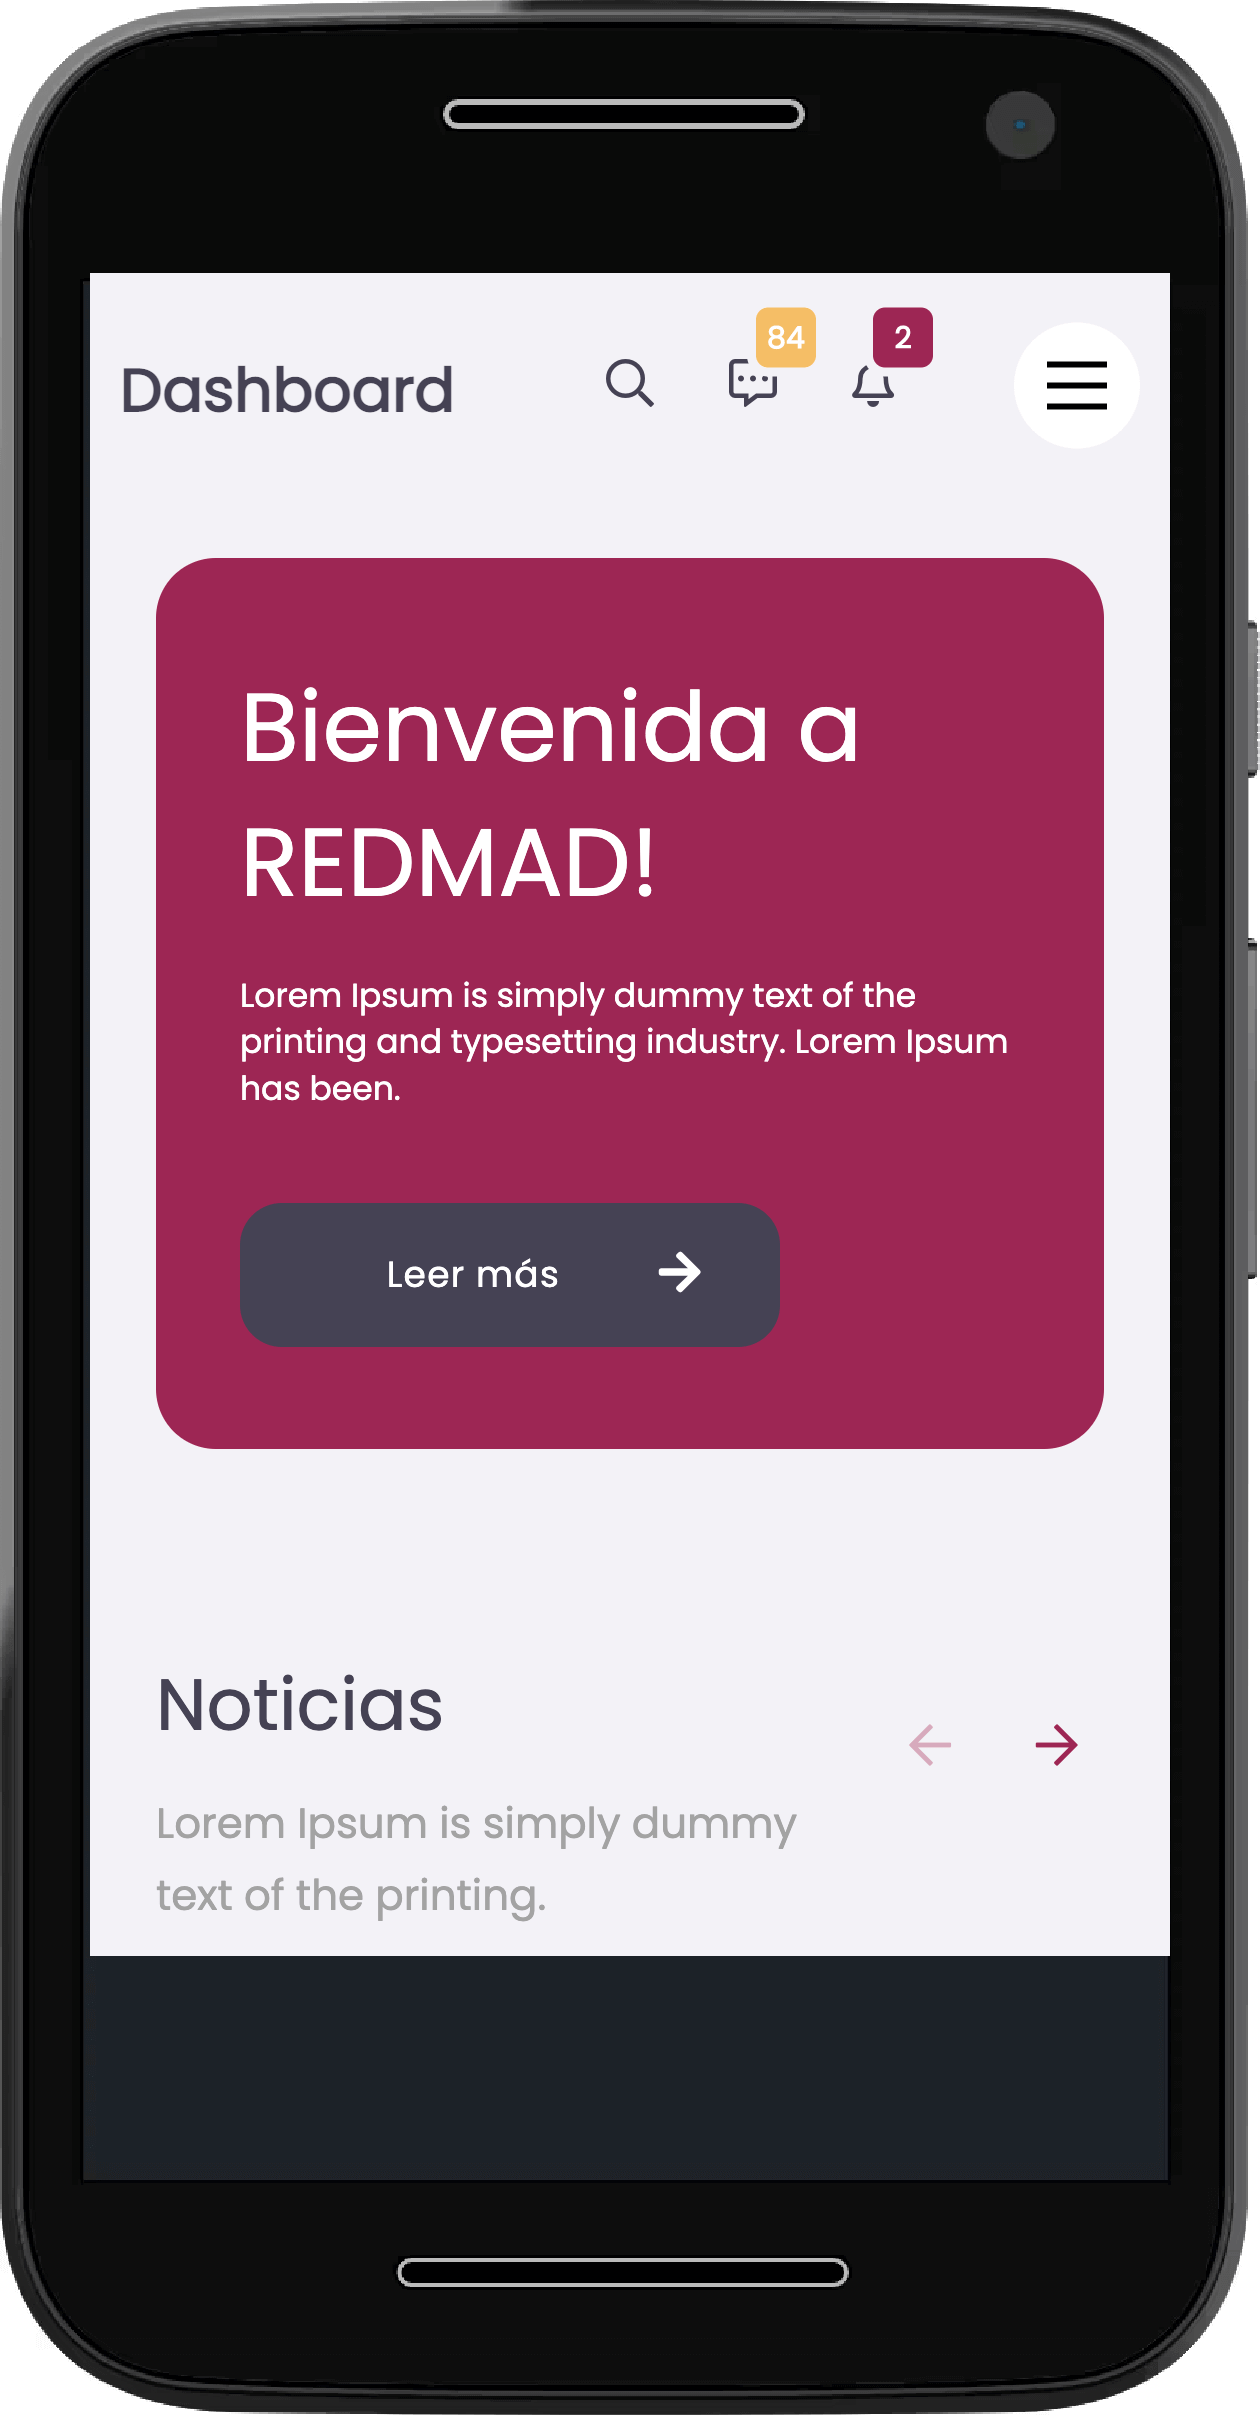 84
2
Dashboard
Bienvenida a
REDMAD!
Lorem Ipsum is simply dummy text of the
printing and typesetting industry. Lorem Ipsum
has been.
Leer más
Noticias
Lorem Ipsum is simply dummy
text of the printing.